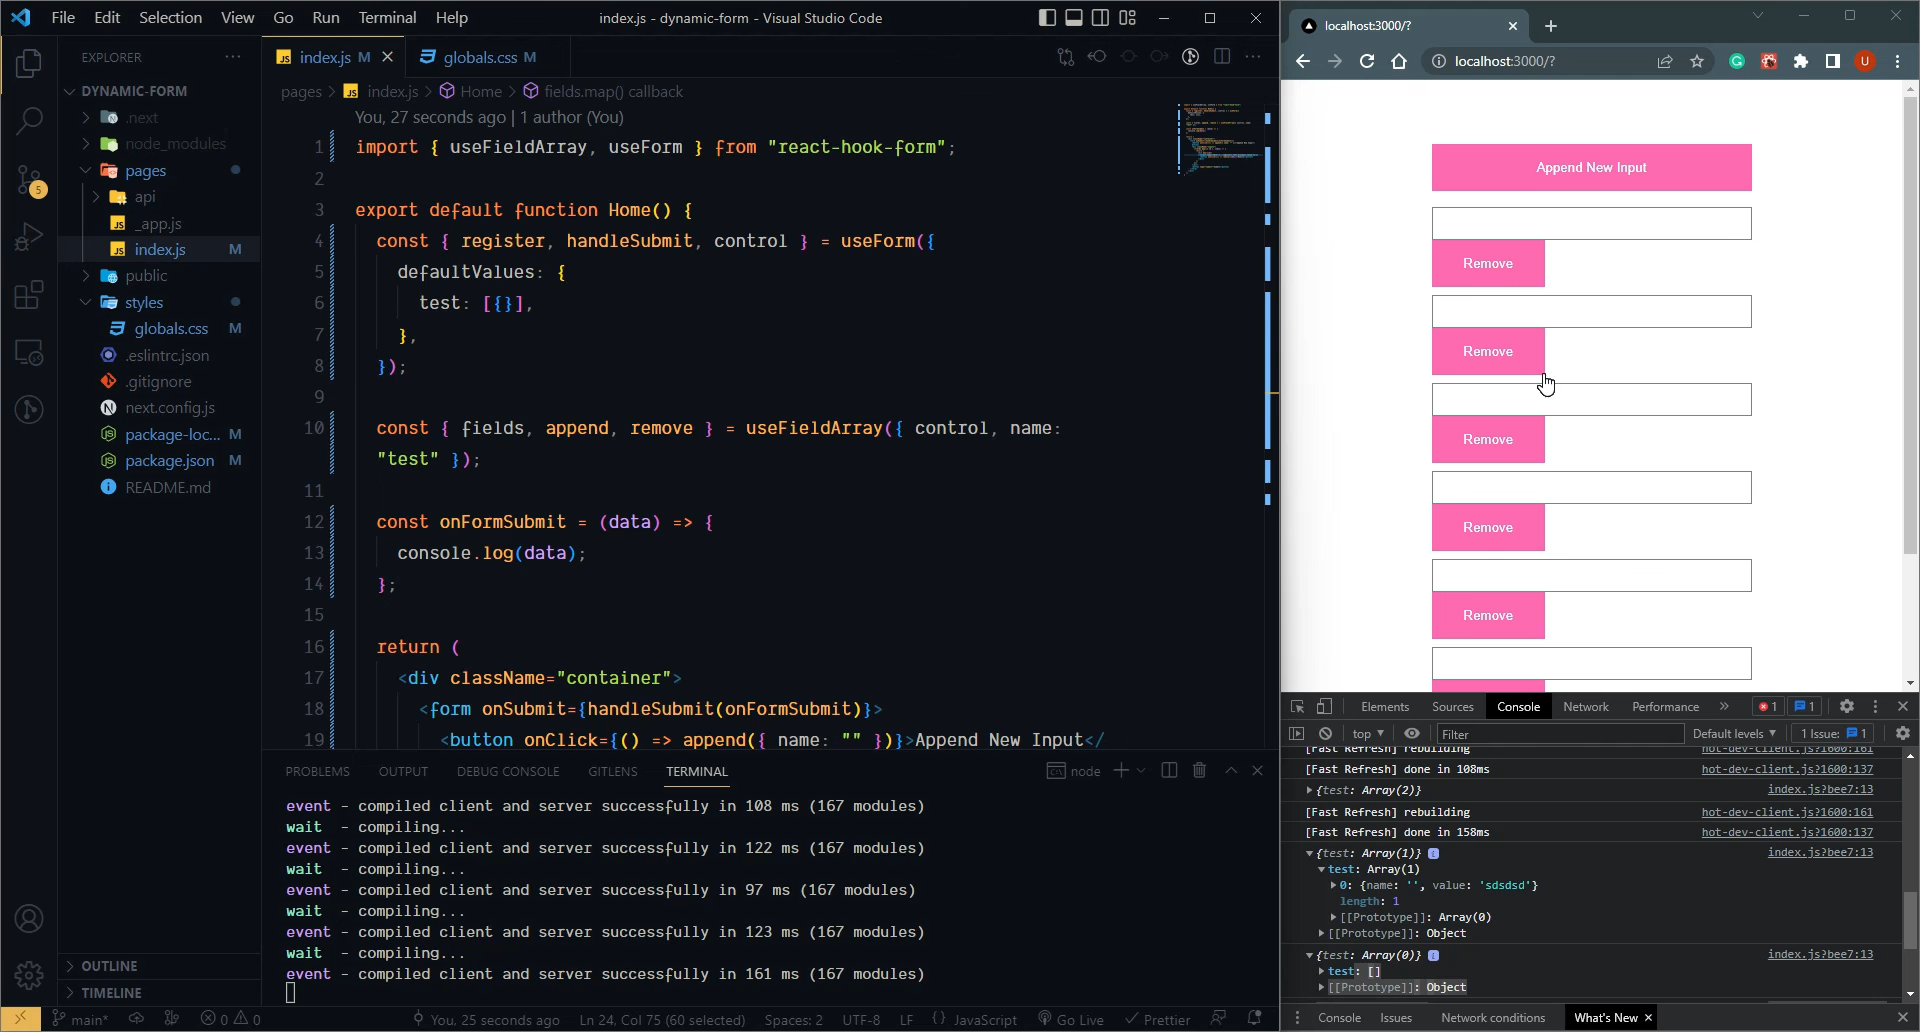 File Edit Selection View Go Run Terminal Help
index.js - dynamic-form - Visual Studio Code
EXPLORER
DYNAMIC-FORM
.next
node_modules
pages
api
_app.js
index.js M
public
styles
globals.css M
.eslintrc.json
.gitignore
next.config.js
package-loc... M
package.json M
README.md
OUTLINE
TIMELINE
5
index.js M
globals.css M
pages > index.js > Home > fields.map() callback
You, 27 seconds ago | 1 author (You)
1 import { useFieldArray, useForm } from "react-hook-form";
2
3 export default function Home() {
4 const { register, handleSubmit, control } = useForm({
5 defaultValues: {
6 test: [{}],
7 },
8 });
9
10 const { fields, append, remove } = useFieldArray({ control, name:
"test" });
11
12 const onFormSubmit = (data) => {
13 console.log(data);
14 };
15
16 return (
17 <div className="container">
18 <form onSubmit={handleSubmit(onFormSubmit)}>
19 <button onClick={() => append({ name: "" })}>Append New Input</
PROBLEMS OUTPUT DEBUG CONSOLE GITLENS TERMINAL
node
event - compiled client and server successfully in 108 ms (167 modules)
wait - compiling...
event - compiled client and server successfully in 122 ms (167 modules)
wait - compiling...
event - compiled client and server successfully in 97 ms (167 modules)
wait - compiling...
event - compiled client and server successfully in 123 ms (167 modules)
wait - compiling...
event - compiled client and server successfully in 161 ms (167 modules)
main* 0 0 You, 25 seconds ago Ln 24, Col 75 (60 selected) Spaces: 2 UTF-8 LF {} JavaScript Go Live Prettier
localhost:3000/?
localhost:3000/?
U
Append New Input
Remove
Remove
Remove
Remove
Remove
Elements Sources Console Network Performance » 1 1
top Filter Default levels 1 Issue: 1
[Fast Refresh] rebuilding hot-dev-client.js?1600:161
[Fast Refresh] done in 108ms hot-dev-client.js?1600:137
{test: Array(2)} index.js?bee7:13
[Fast Refresh] rebuilding hot-dev-client.js?1600:161
[Fast Refresh] done in 158ms hot-dev-client.js?1600:137
{test: Array(1)} index.js?bee7:13
test: Array(1)
0: {name: '', value: 'sdsdsd'}
length: 1
[[Prototype]]: Array(0)
[[Prototype]]: Object
{test: Array(0)} index.js?bee7:13
test: []
[[Prototype]]: Object
Console Issues Network conditions What's New